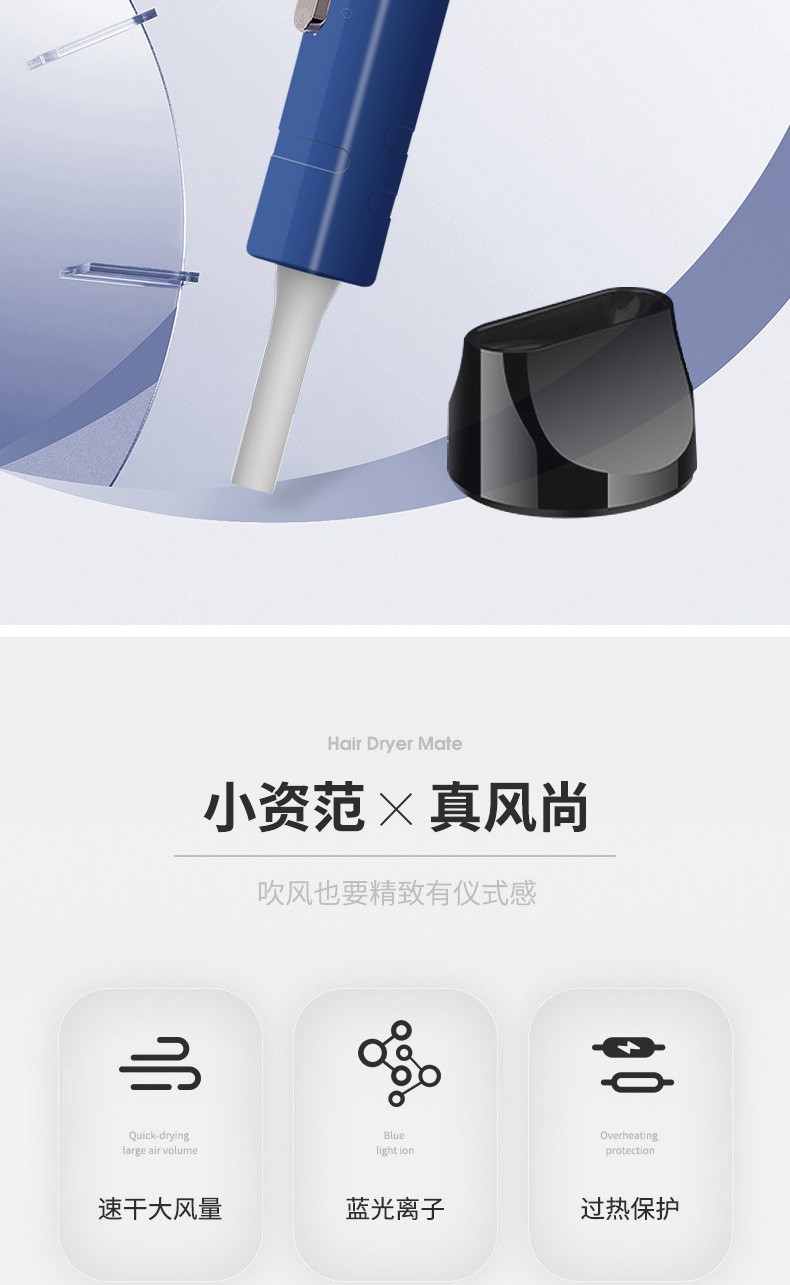 Hair Dryer Mate
小资范×真风尚
吹风也要精致有仪式感
Quick-drying
large air volume
速干大风量
Blue
light ion
蓝光离子
Overheating
protection
过热保护